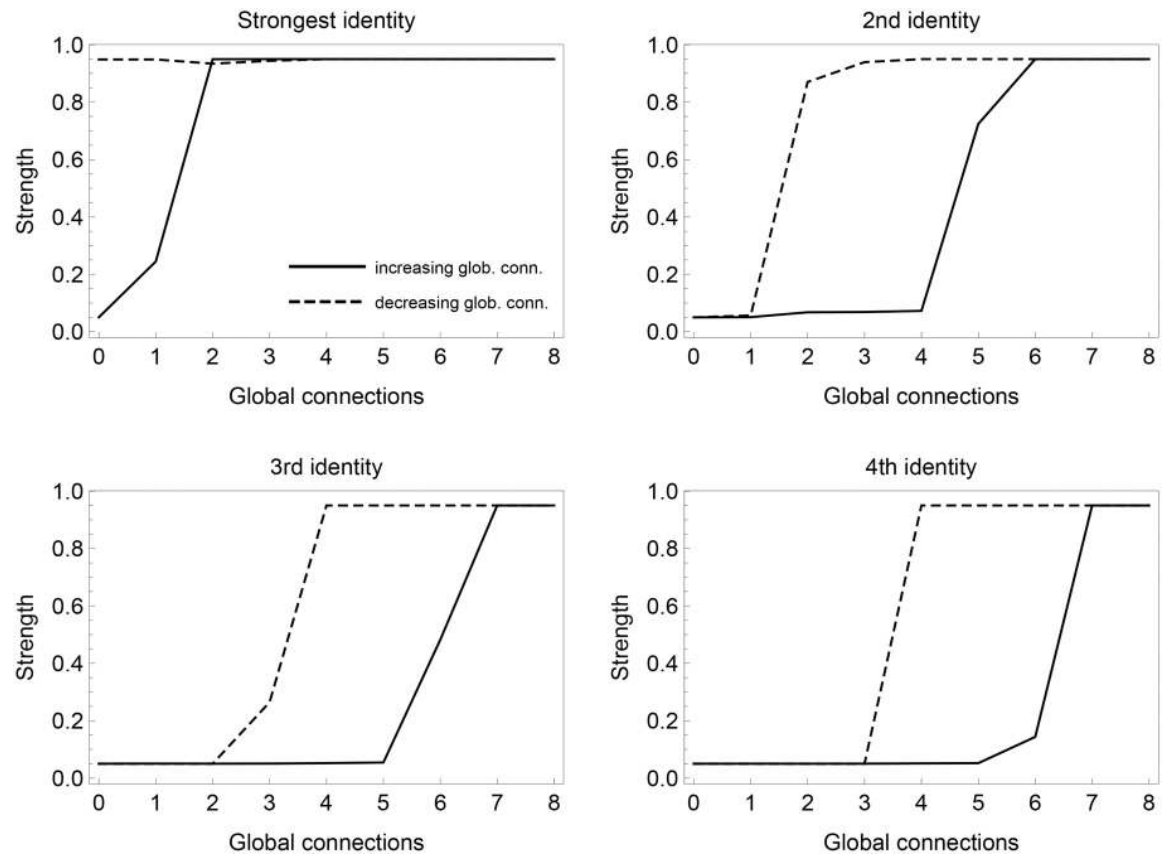 Strongest identity
1.0
0.8
0.6
0.4
0.2
0.0
Strength
increasing glob. conn.
decreasing glob. conn.
0 1 2 3 4 5 6 7 8
Global connections
2nd identity
1.0
0.8
0.6
0.4
0.2
0.0
Strength
0 1 2 3 4 5 6 7 8
Global connections
3rd identity
1.0
0.8
0.6
0.4
0.2
0.0
Strength
0 1 2 3 4 5 6 7 8
Global connections
4th identity
1.0
0.8
0.6
0.4
0.2
0.0
Strength
0 1 2 3 4 5 6 7 8
Global connections